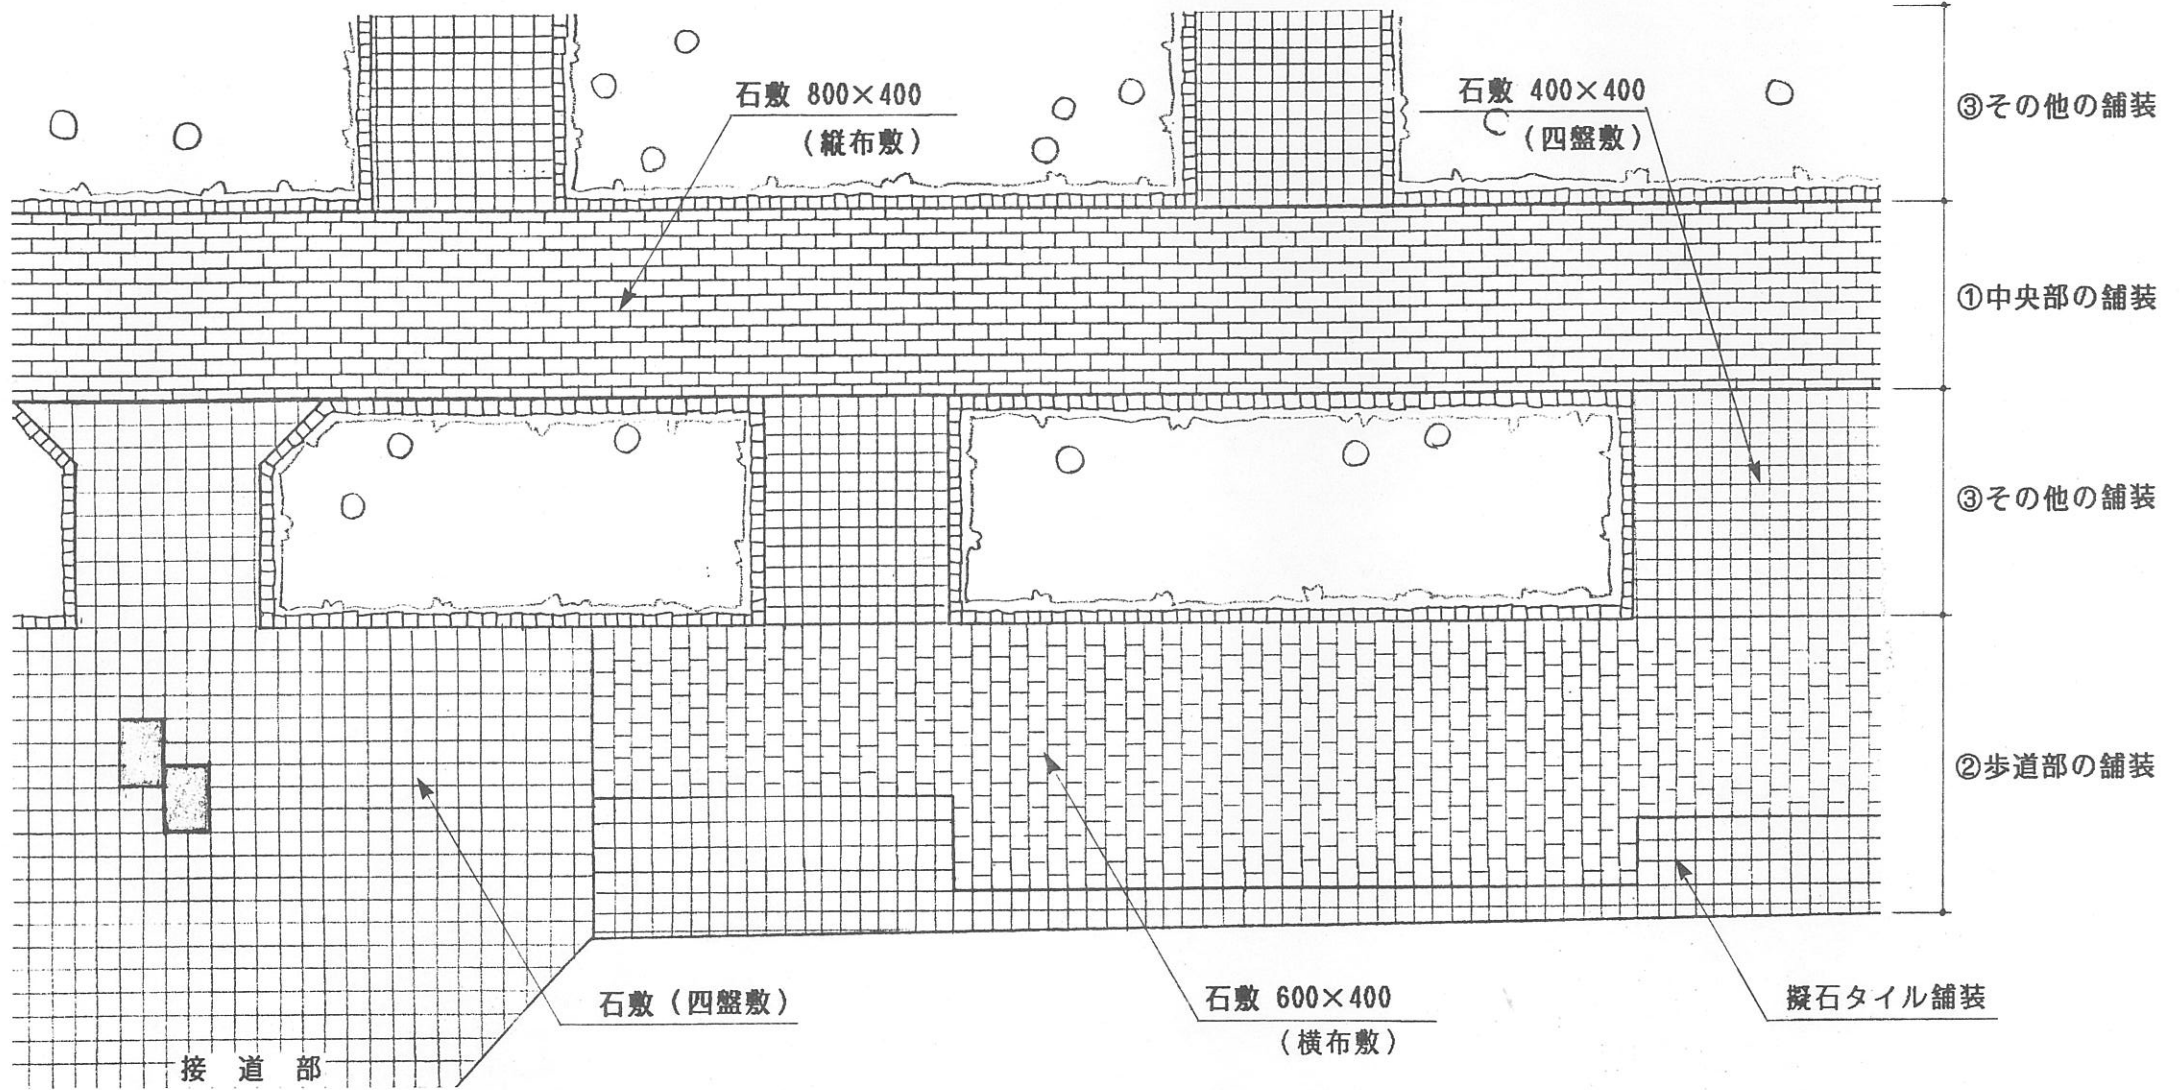 石敷 800×400
(縦布敷)
石敷 400×400
(四盤敷)
③その他の舗装
①中央部の舗装
③その他の舗装
②歩道部の舗装
石敷(四盤敷)
石敷 600×400
(横布敷)
擬石タイル舗装
接道部